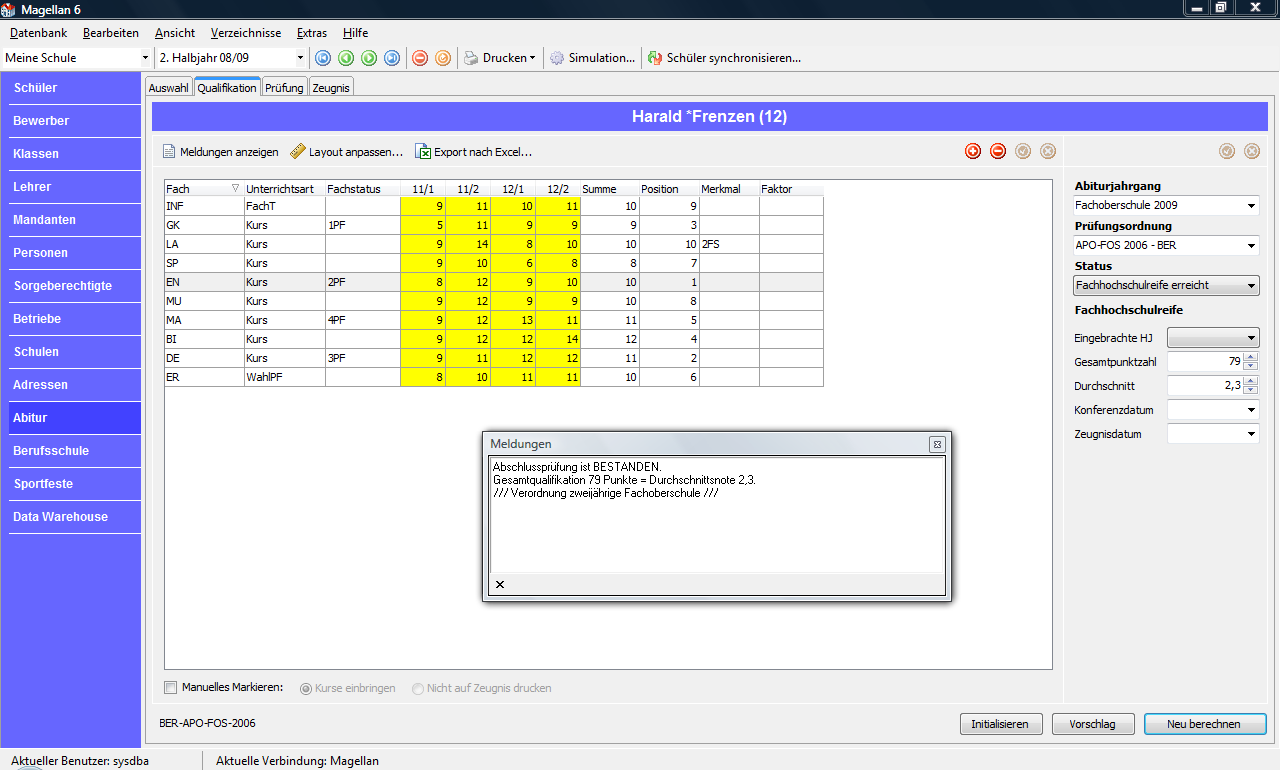 Magellan 6
Datenbank Bearbeiten Ansicht Verzeichnisse Extras Hilfe
Meine Schule 2. Halbjahr 08/09 Drucken Simulation... Schüler synchronisieren...
Schüler
Bewerber
Klassen
Lehrer
Mandanten
Personen
Sorgeberechtigte
Betriebe
Schulen
Adressen
Abitur
Berufsschule
Sportfeste
Data Warehouse
Auswahl Qualifikation Prüfung Zeugnis
Harald *Frenzen (12)
Meldungen anzeigen Layout anpassen... Export nach Excel...
Fach Unterrichtsart Fachstatus 11/1 11/2 12/1 12/2 Summe Position Merkmal Faktor
INF FachT 9 11 10 11 10 9
GK Kurs 1PF 5 11 9 9 9 3
LA Kurs 9 14 8 10 10 10 2FS
SP Kurs 9 10 6 8 8 7
EN Kurs 2PF 8 12 9 10 10 1
MU Kurs 9 12 9 9 10 8
MA Kurs 4PF 9 12 13 11 11 5
BI Kurs 9 12 12 14 12 4
DE Kurs 3PF 9 11 12 12 11 2
ER WahlPF 8 10 11 11 10 6
Meldungen
Abschlussprüfung ist BESTANDEN.
Gesamtqualifikation 79 Punkte = Durchschnittsnote 2,3.
/// Verordnung zweijährige Fachoberschule ///
Manuelles Markieren: Kurse einbringen Nicht auf Zeugnis drucken
Abiturjahrgang
Fachoberschule 2009
Prüfungsordnung
APO-FOS 2006 - BER
Status
Fachhochschulreife erreicht
Fachhochschulreife
Eingebrachte HJ
Gesamtpunktzahl 79
Durchschnitt 2,3
Konferenzdatum
Zeugnisdatum
BER-APO-FOS-2006 Initialisieren Vorschlag Neu berechnen
Aktueller Benutzer: sysdba Aktuelle Verbindung: Magellan